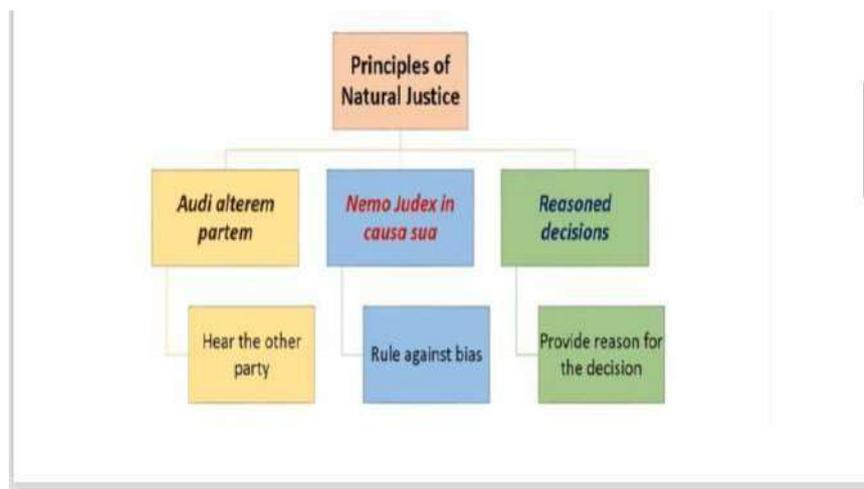 Principles of
Natural Justice
Audi alterem
partem
Nemo Judex in
causa sua
Reasoned
decisions
Hear the other
party
Rule against bias
Provide reason for
the decision